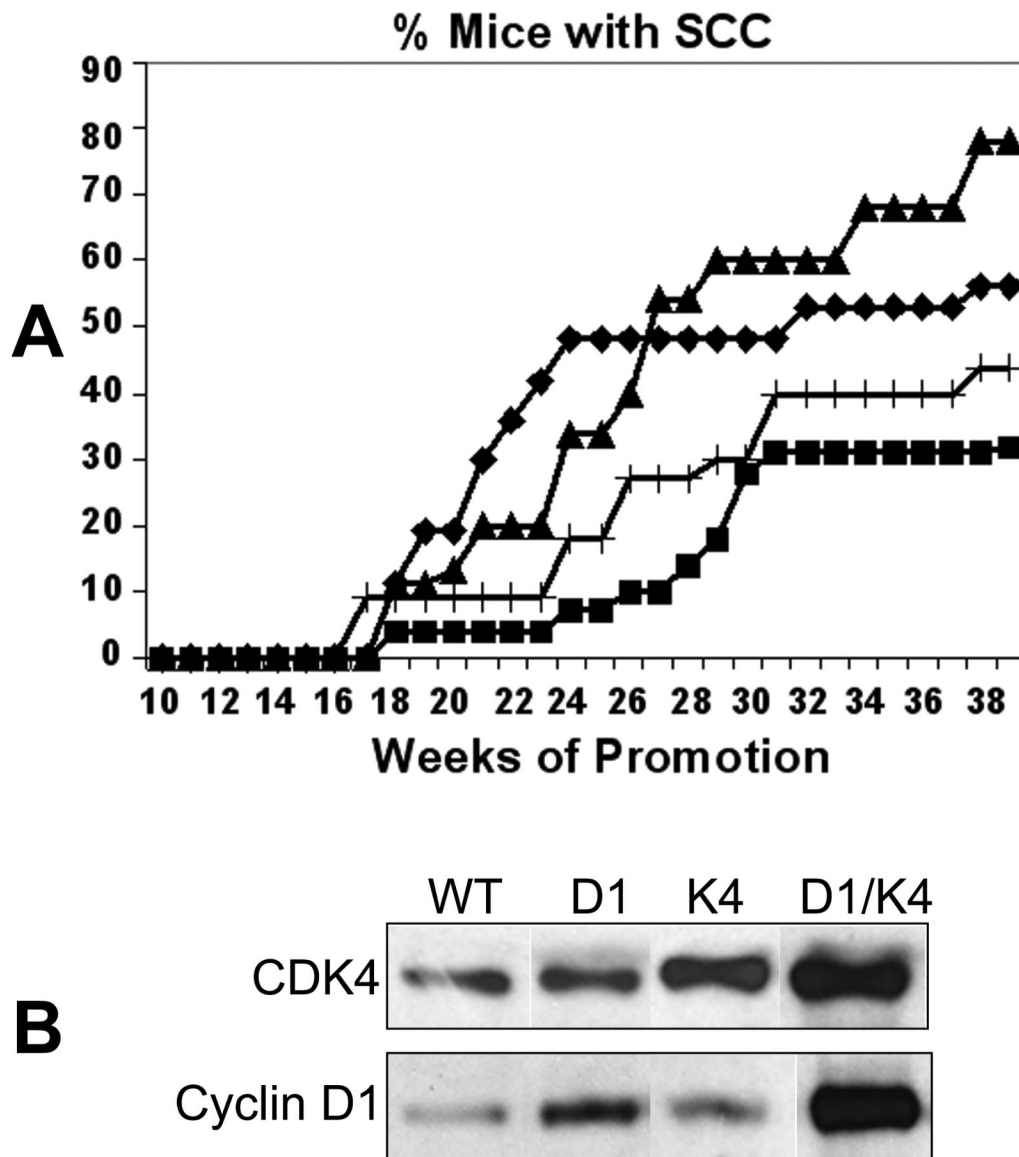 % Mice with SCC
90
80
70
60
50
40
30
20
10
0
10 12 14 16 18 20 22 24 26 28 30 32 34 36 38
Weeks of Promotion
A
WT D1 K4 D1/K4
CDK4
B
Cyclin D1